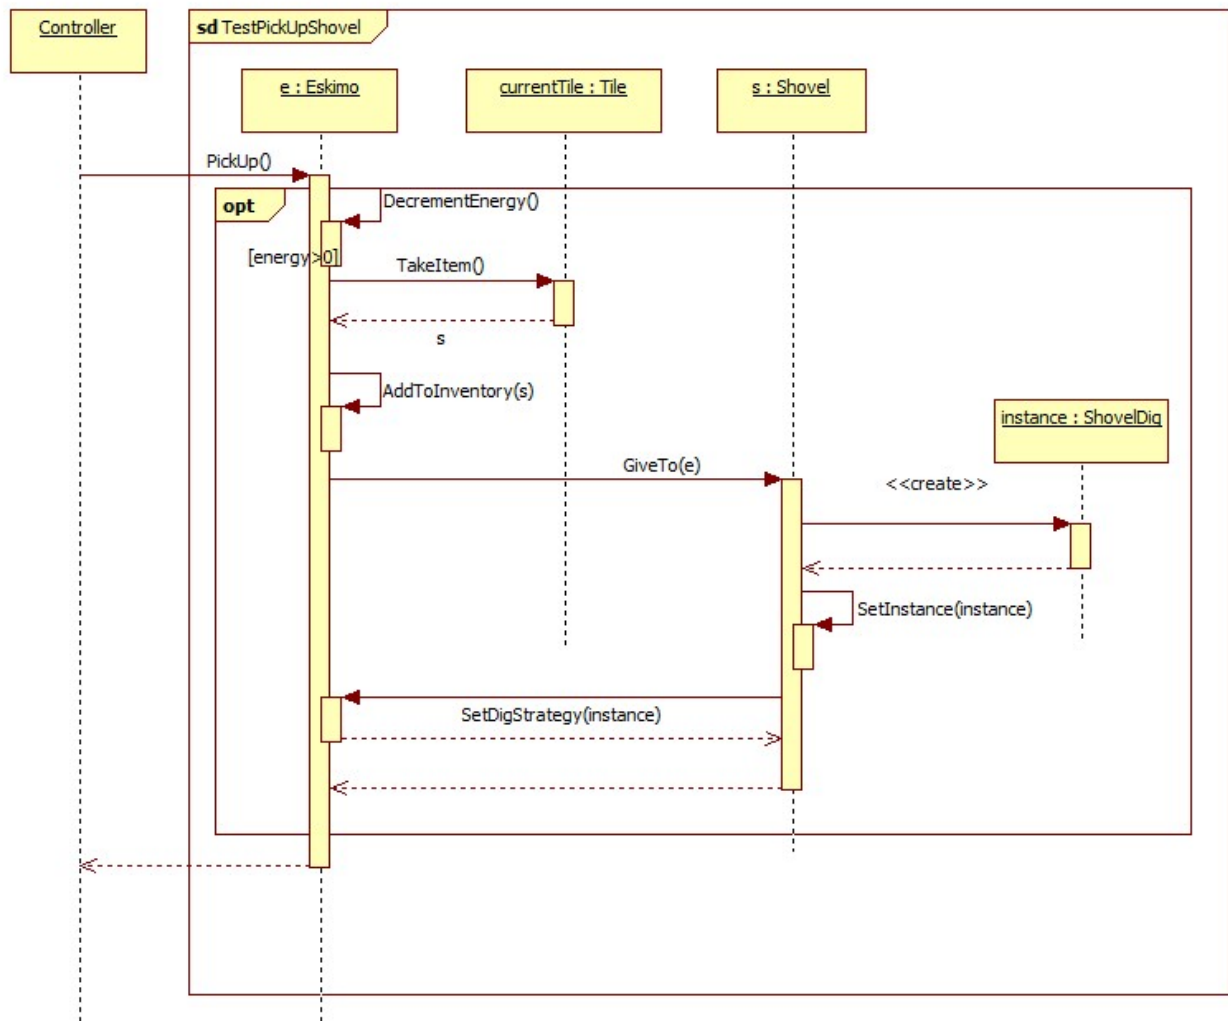 Controller
sd TestPickUpShovel
e : Eskimo
currentTile : Tile
s : Shovel
PickUp()
opt
DecrementEnergy()
[energy>0]
TakeItem()
s
AddToInventory(s)
instance : ShovelDig
GiveTo(e)
<<create>>
SetInstance(instance)
SetDigStrategy(instance)